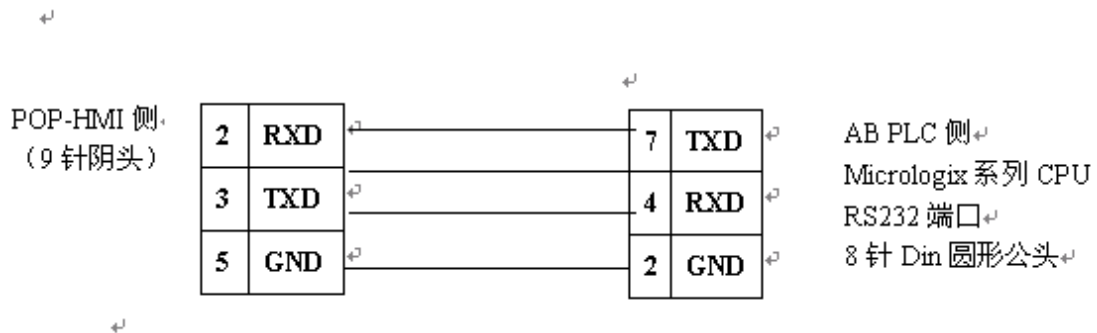 POP-HMI 侧
（9 针阴头）
2 RXD
3 TXD
5 GND
7 TXD
4 RXD
2 GND
AB PLC 侧
Micrologix 系列 CPU
RS232 端口
8 针 Din 圆形公头